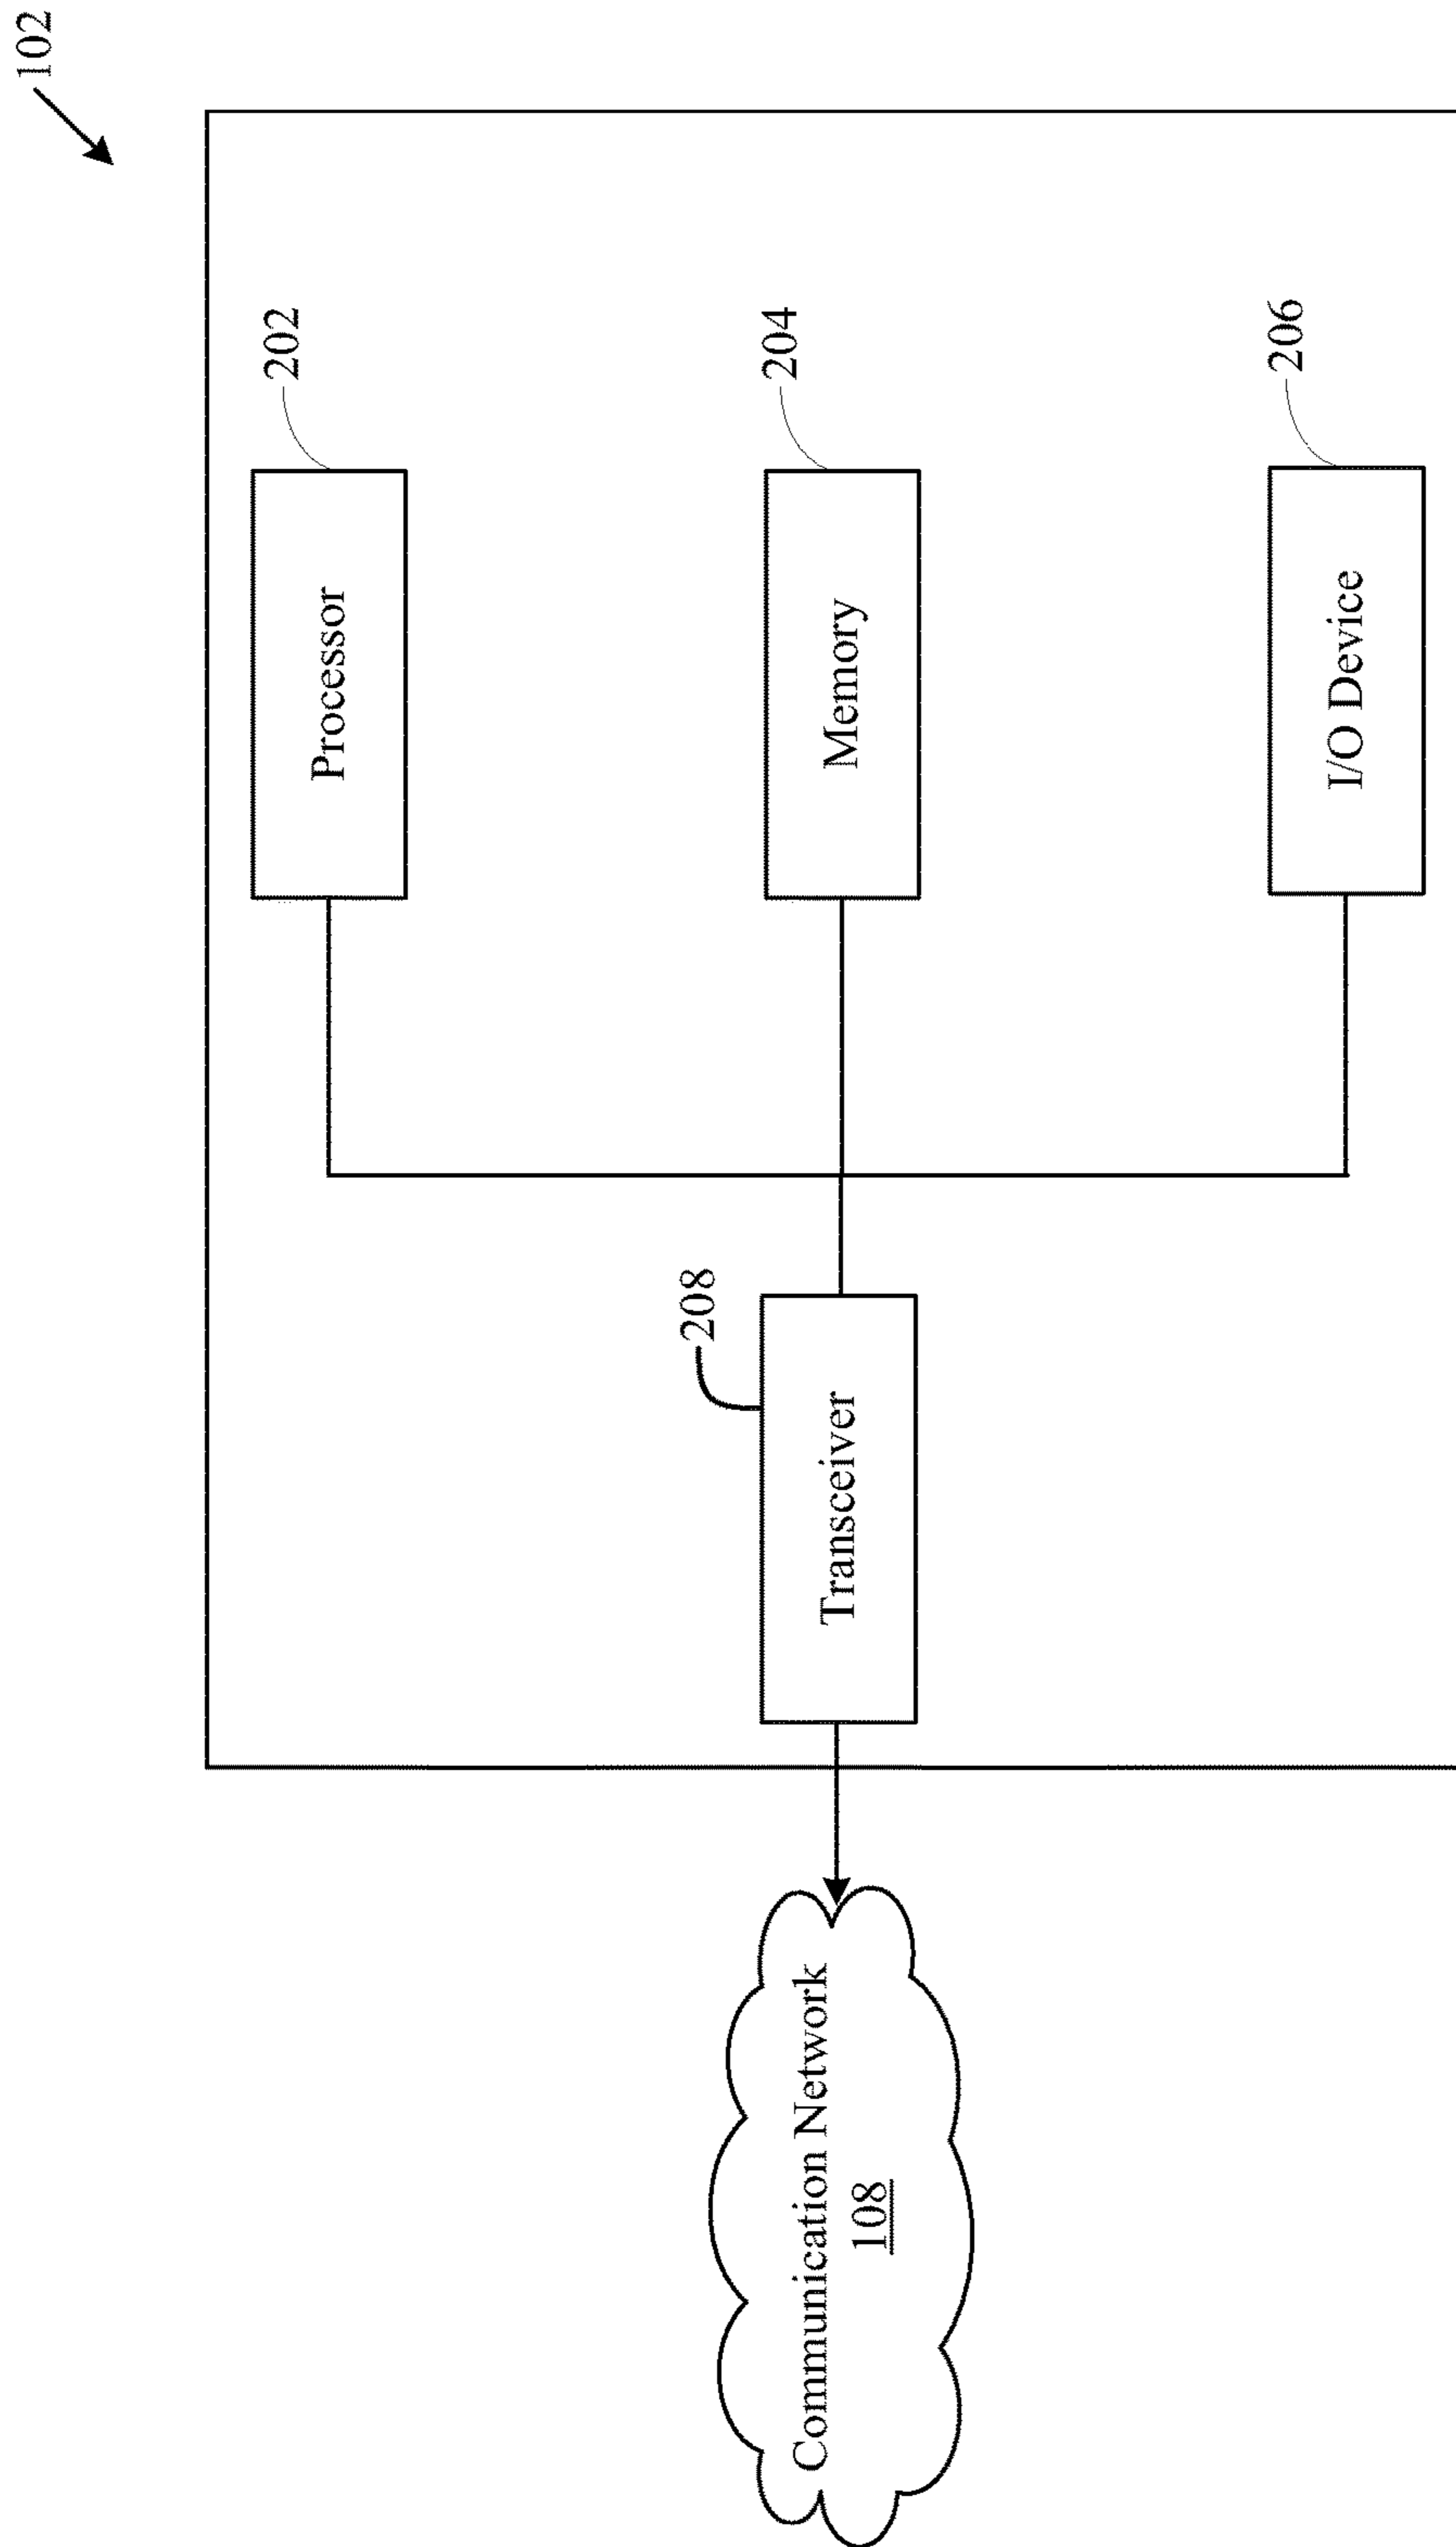 102
Processor
202
Memory
204
I/O Device
206
208
Transceiver
Communication Network
108